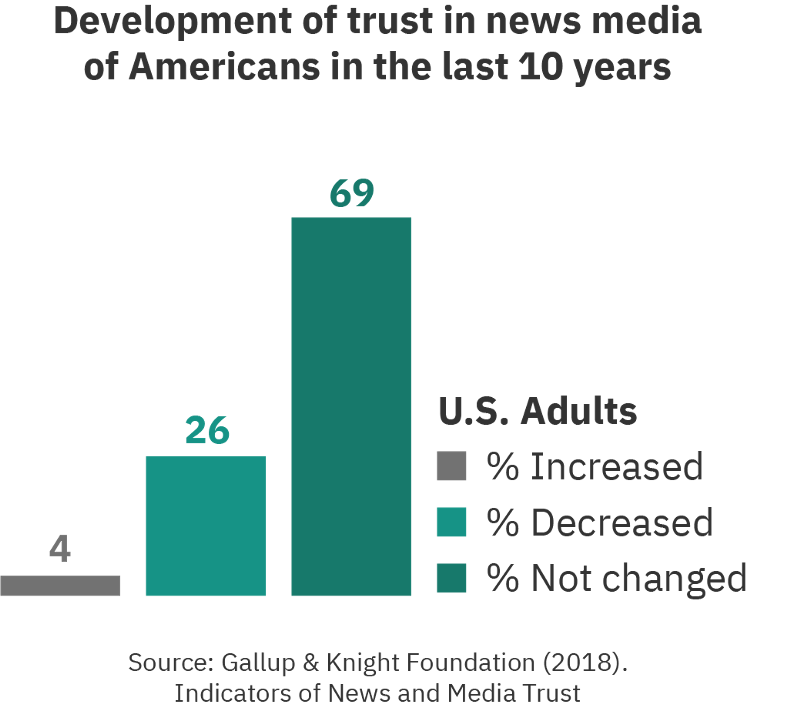 Development of trust in news media
of Americans in the last 10 years
69
26
4
U.S. Adults
% Increased
% Decreased
% Not changed
Source: Gallup & Knight Foundation (2018).
Indicators of News and Media Trust